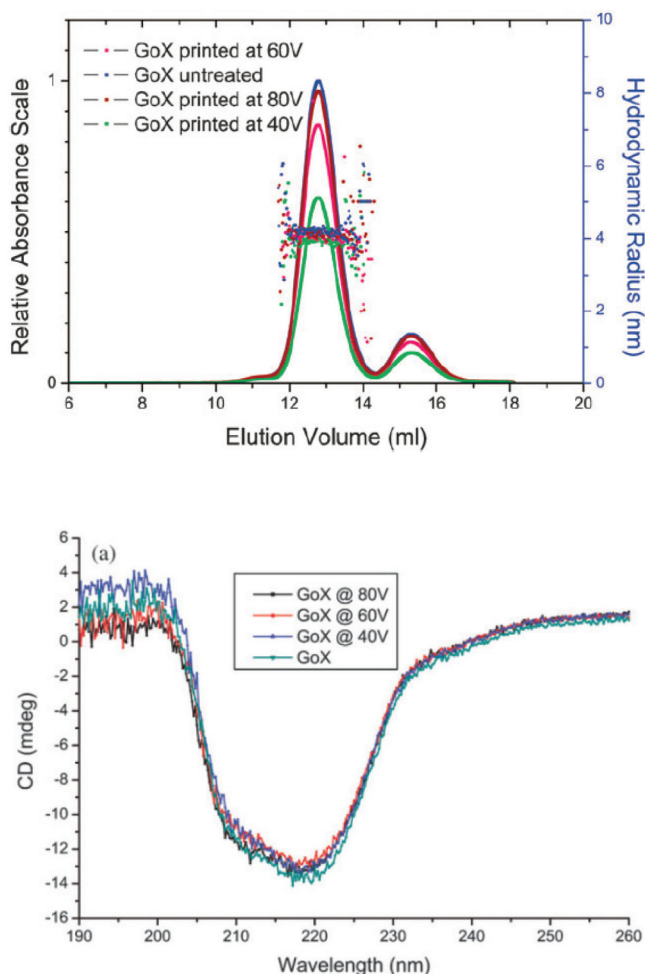 GoX printed at 60V
GoX untreated
GoX printed at 80V
GoX printed at 40V
Relative Absorbance Scale
1
0
6 8 10 12 14 16 18 20
Elution Volume (ml)
10
8
6
4
2
0
Hydrodynamic Radius (nm)
(a)
GoX @ 80V
GoX @ 60V
GoX @ 40V
GoX
CD (mdeg)
6
4
2
0
-2
-4
-6
-8
-10
-12
-14
-16
190 200 210 220 230 240 250 260
Wavelength (nm)